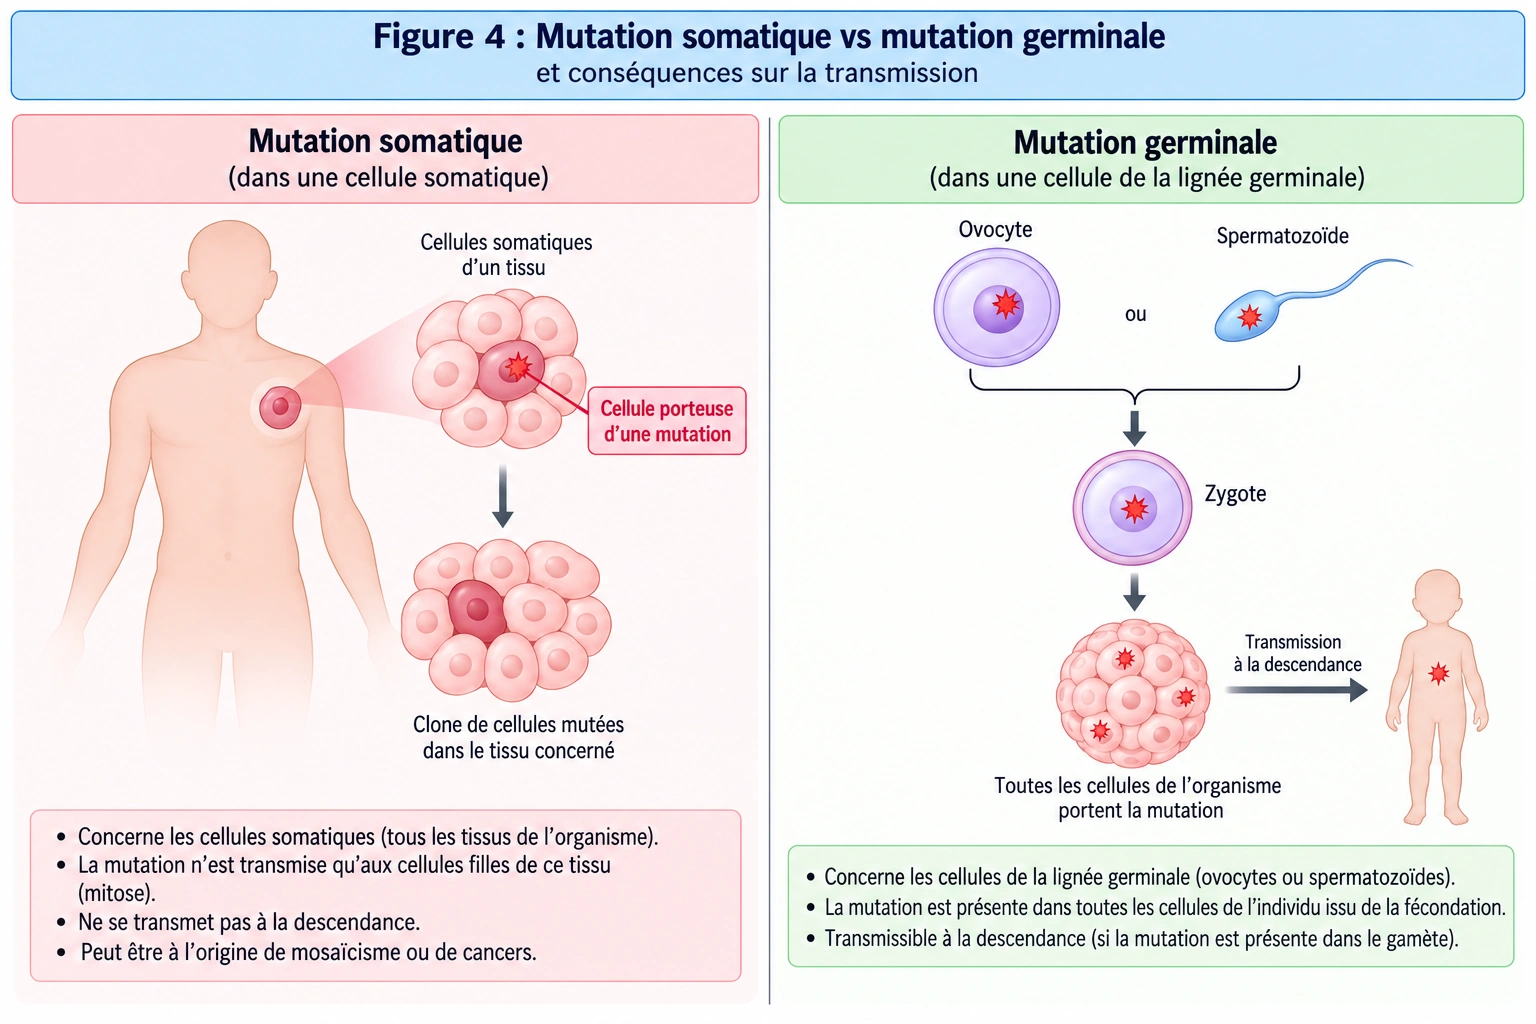 Figure 4 : Mutation somatique vs mutation germinale
et conséquences sur la transmission
Mutation somatique
(dans une cellule somatique)
Cellules somatiques
d’un tissu
Cellule porteuse
d’une mutation
Clone de cellules mutées
dans le tissu concerné
• Concerne les cellules somatiques (tous les tissus de l’organisme).
• La mutation n’est transmise qu’aux cellules filles de ce tissu
(mitose).
• Ne se transmet pas à la descendance.
• Peut être à l’origine de mosaïcisme ou de cancers.
Mutation germinale
(dans une cellule de la lignée germinale)
Ovocyte
ou
Spermatozoïde
Zygote
Toutes les cellules de l’organisme
portent la mutation
Transmission
à la descendance
• Concerne les cellules de la lignée germinale (ovocytes ou spermatozoïdes).
• La mutation est présente dans toutes les cellules de l’individu issu de la fécondation.
• Transmissible à la descendance (si la mutation est présente dans le gamète).